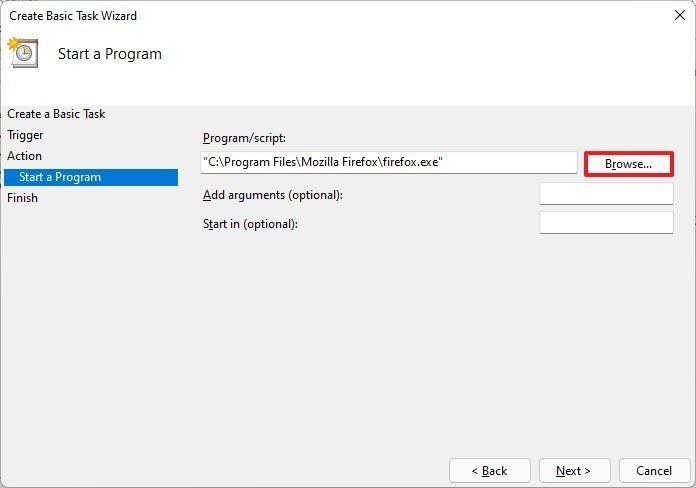 Create Basic Task Wizard
Start a Program
Create a Basic Task
Trigger
Action
Start a Program
Finish
Program/script:
"C:\Program Files\Mozilla Firefox\firefox.exe"
Browse...
Add arguments (optional):
Start in (optional):
< Back
Next >
Cancel